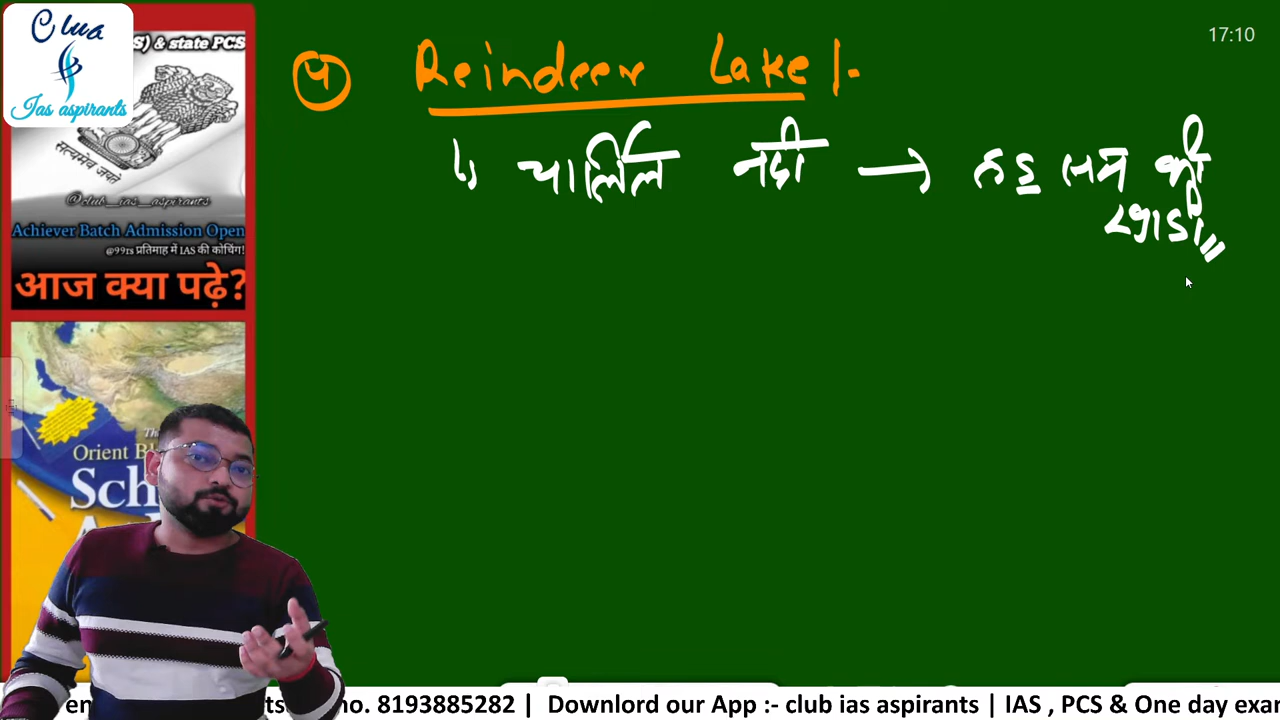 Clua
Ias aspirants
S) & state PCS
सत्यमेव जयते
@club_ias_aspirants
Achiever Batch Admission Open
@99rs प्रतिमाह में IAS की कोचिंग!
आज क्या पढ़े?
Orient Bl
Sch
17:10
५ Reindeer Lake :-
↳ चार्लिल नदी → हडसन की
खाडी
no. 8193885282 | Downlord our App :- club ias aspirants | IAS , PCS & One day exa